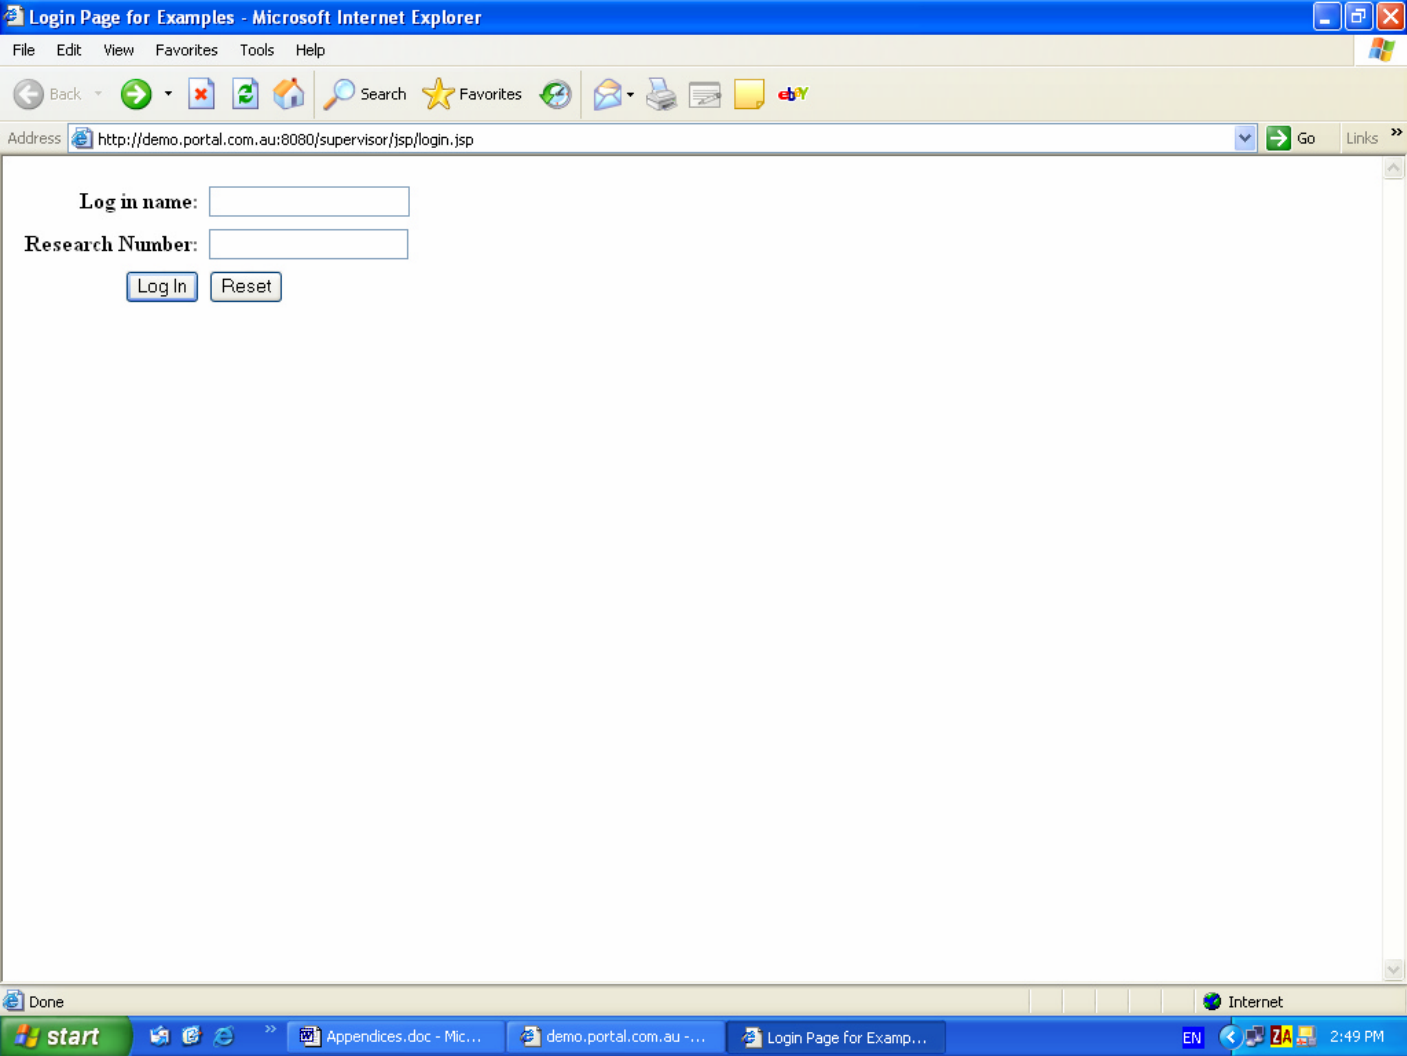 Login Page for Examples - Microsoft Internet Explorer
File Edit View Favorites Tools Help
Back Search Favorites ebY
Address http://demo.portal.com.au:8080/supervisor/jsp/login.jsp Go Links »
Log in name:
Research Number:
Log In Reset
Done Internet
start » Appendices.doc - Mic... demo.portal.com.au -... Login Page for Examp... EN ZA 2:49 PM